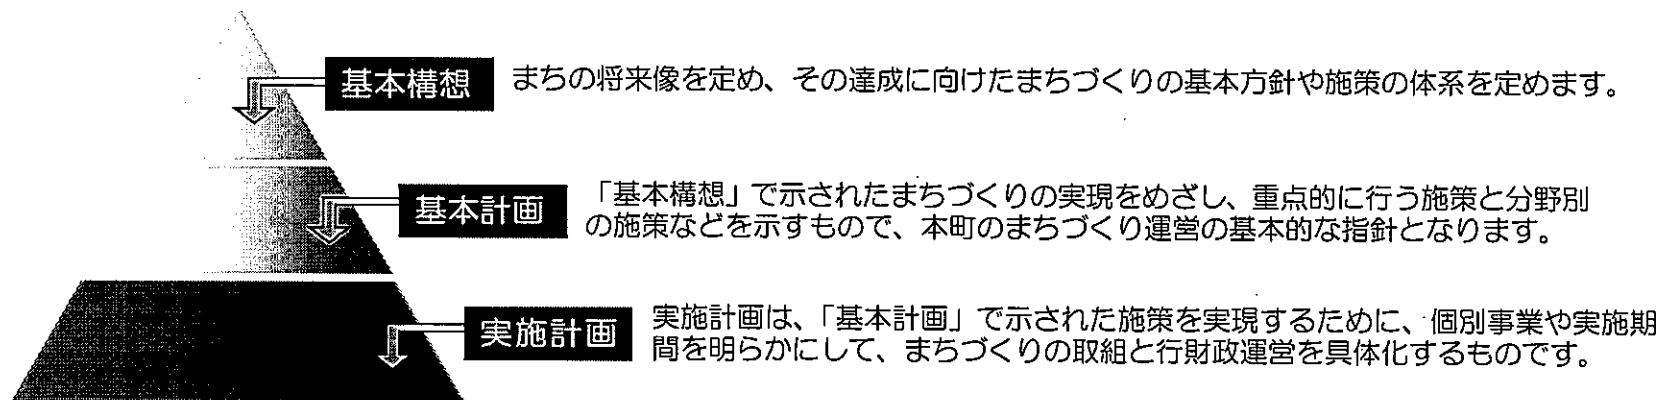 基本構想
まちの将来像を定め、その達成に向けたまちづくりの基本方針や施策の体系を定めます。
基本計画
「基本構想」で示されたまちづくりの実現をめざし、重点的に行う施策と分野別
の施策などを示すもので、本町のまちづくり運営の基本的な指針となります。
実施計画
実施計画は、「基本計画」で示された施策を実現するために、個別事業や実施期
間を明らかにして、まちづくりの取組と行財政運営を具体化するものです。